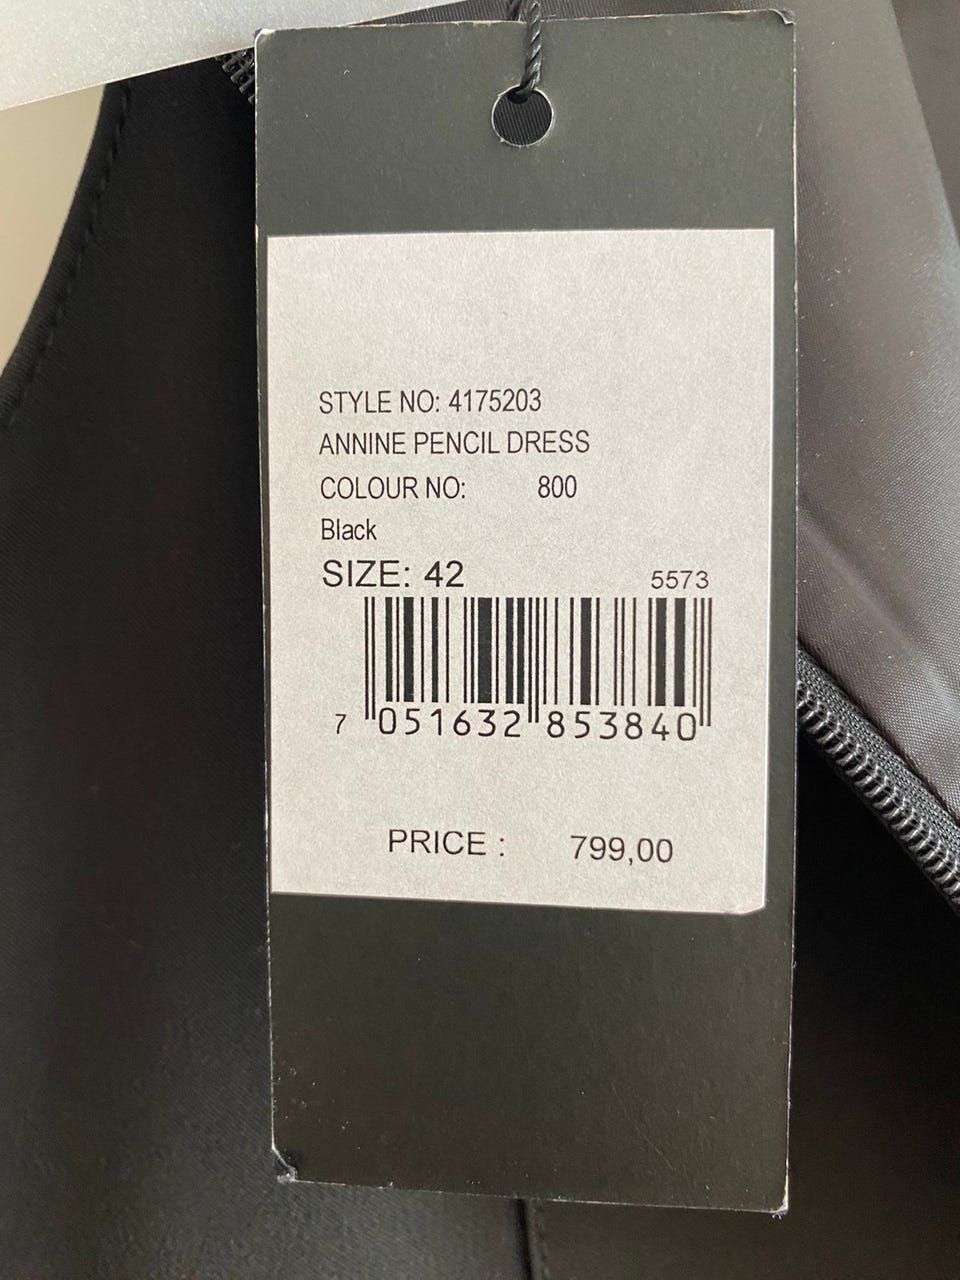 STYLE NO: 4175203
ANNINE PENCIL DRESS
COLOUR NO: 800
Black
SIZE: 42 5573
7 051632 853840
PRICE : 799,00